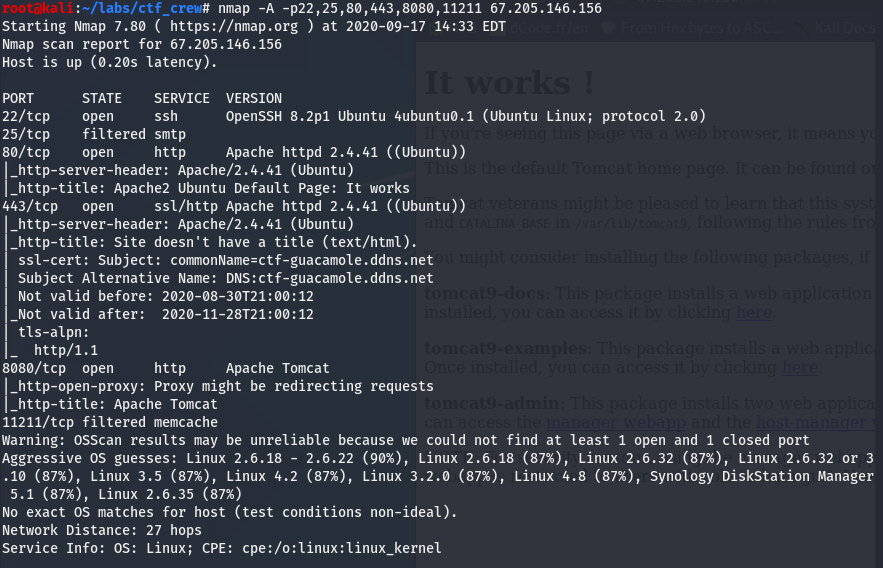 root@kali:~/labs/ctf_crew# nmap -A -p22,25,80,443,8080,11211 67.205.146.156
Starting Nmap 7.80 ( https://nmap.org ) at 2020-09-17 14:33 EDT
Nmap scan report for 67.205.146.156
Host is up (0.20s latency).
PORT      STATE    SERVICE  VERSION
22/tcp    open     ssh      OpenSSH 8.2p1 Ubuntu 4ubuntu0.1 (Ubuntu Linux; protocol 2.0)
25/tcp    filtered smtp
80/tcp    open     http     Apache httpd 2.4.41 ((Ubuntu))
|_http-server-header: Apache/2.4.41 (Ubuntu)
|_http-title: Apache2 Ubuntu Default Page: It works
443/tcp   open     ssl/http Apache httpd 2.4.41 ((Ubuntu))
|_http-server-header: Apache/2.4.41 (Ubuntu)
|_http-title: Site doesn't have a title (text/html).
| ssl-cert: Subject: commonName=ctf-guacamole.ddns.net
| Subject Alternative Name: DNS:ctf-guacamole.ddns.net
| Not valid before: 2020-08-30T21:00:12
|_Not valid after:  2020-11-28T21:00:12
| tls-alpn:
|_  http/1.1
8080/tcp  open     http     Apache Tomcat
|_http-open-proxy: Proxy might be redirecting requests
|_http-title: Apache Tomcat
11211/tcp filtered memcache
Warning: OSScan results may be unreliable because we could not find at least 1 open and 1 closed port
Aggressive OS guesses: Linux 2.6.18 - 2.6.22 (90%), Linux 2.6.18 (87%), Linux 2.6.32 (87%), Linux 2.6.32 or 3
.10 (87%), Linux 3.5 (87%), Linux 4.2 (87%), Linux 3.2.0 (87%), Linux 4.8 (87%), Synology DiskStation Manager
 5.1 (87%), Linux 2.6.35 (87%)
No exact OS matches for host (test conditions non-ideal).
Network Distance: 27 hops
Service Info: OS: Linux; CPE: cpe:/o:linux:linux_kernel
From Hex bytes to ASC...
Kali Docs
It works !
If you're seeing this page via a web browser, it means
This is the default Tomcat home page. It can be found
veterans might be pleased to learn that this
and CATALINA_BASE in /var/lib/tomcat9, following the rules
You might consider installing the following packages, if
tomcat9-docs: This package installs a web application
installed, you can access it by clicking here.
tomcat9-examples: This package installs a web
Once installed, you can access it by clicking here.
tomcat9-admin: This package installs two web
can access the manager webapp and the host-manager